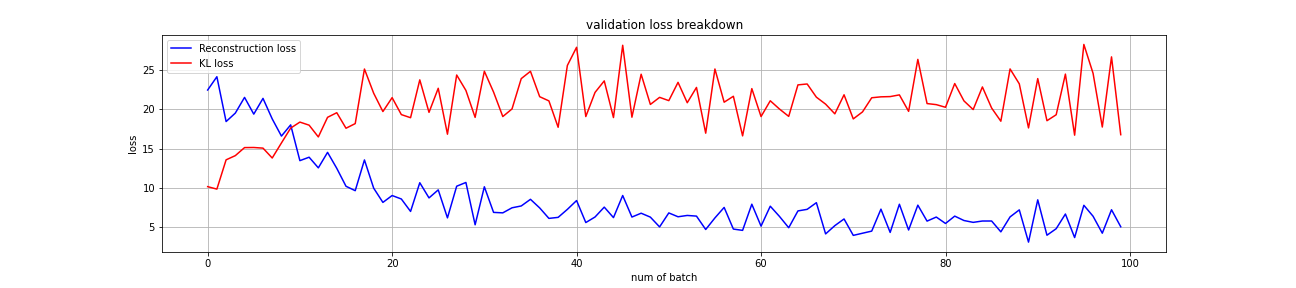 validation loss breakdown
Reconstruction loss
KL loss
loss
25
20
15
10
5
0 20 40 60 80 100
num of batch